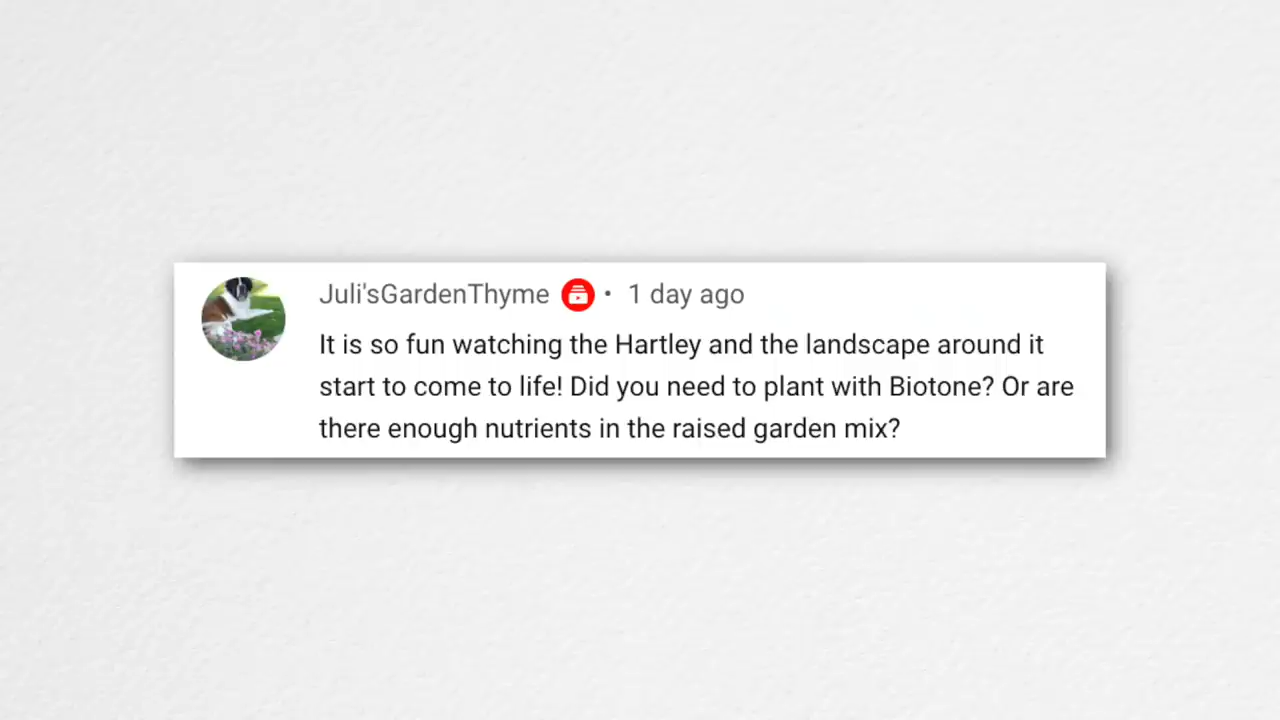 Juli'sGardenThyme • 1 day ago
It is so fun watching the Hartley and the landscape around it
start to come to life! Did you need to plant with Biotone? Or are
there enough nutrients in the raised garden mix?